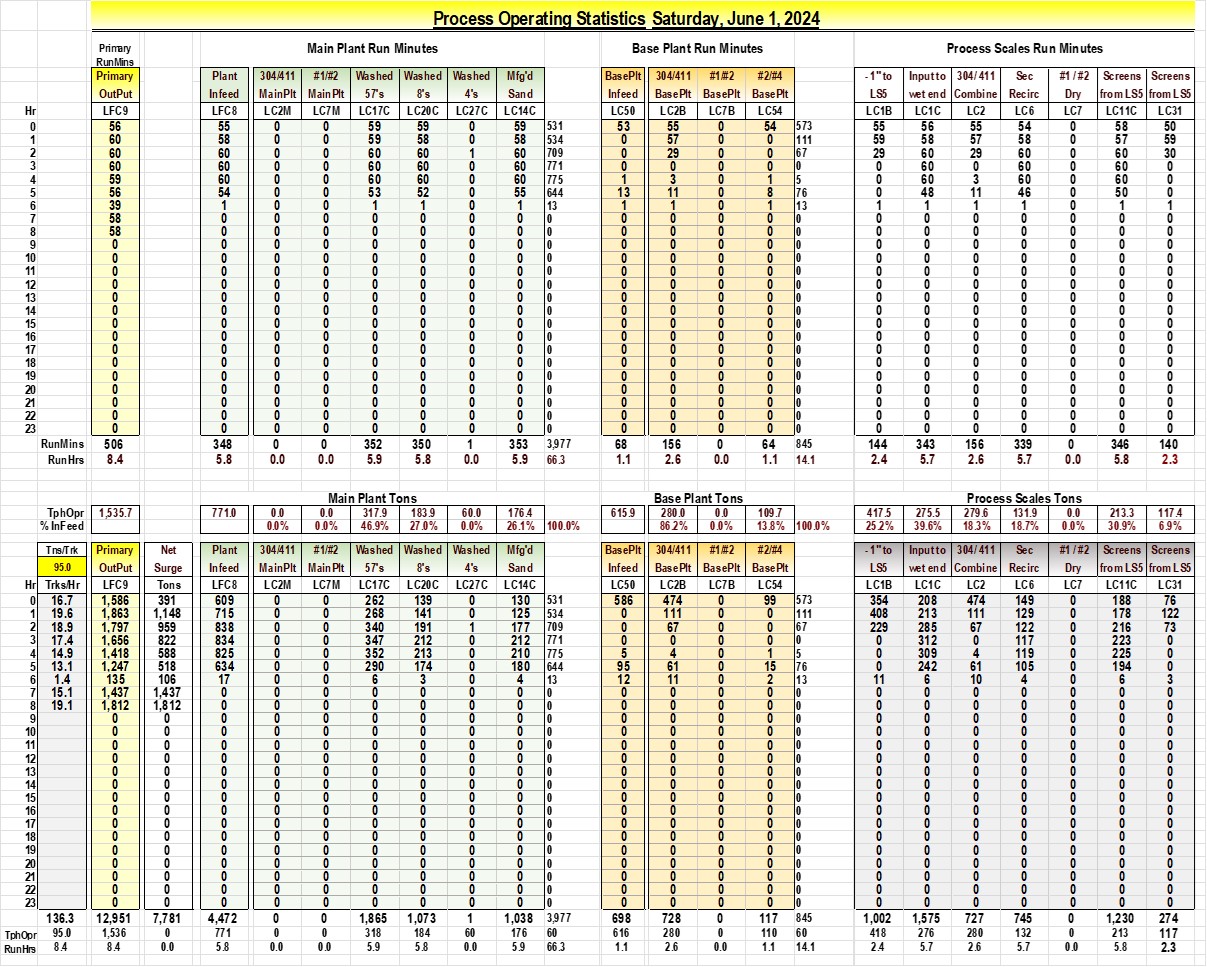 Process Operating Statistics Saturday, June 1, 2024
Primary Main Plant Run Minutes Base Plant Run Minutes Process Scales Run Minutes
RunMins
Primary Plant 304/411 #1/#2 Washed Washed Washed Mfg'd BasePlt 304/411 #1/#2 #2/#4 -1" to Input to 304/411 Sec #1/#2 Screens Screens
OutPut Infeed MainPlt MainPlt 57's 8's 4's Sand Infeed BasePlt BasePlt BasePlt LS5 wet end Combine Recirc Dry from LS5 from LS5
Hr LFC9 LFC8 LC2M LC7M LC17C LC20C LC27C LC14C LC50 LC2B LC7B LC54 LC1B LC1C LC2 LC6 LC7 LC11C LC31
0 56 55 0 0 59 59 0 59 531 53 55 0 54 573 55 56 55 54 0 58 50
1 60 58 0 0 59 58 0 58 534 0 57 0 0 111 59 58 57 58 0 57 59
2 60 60 0 0 60 60 1 60 709 0 29 0 0 67 29 60 29 60 0 60 30
3 60 60 0 0 60 60 0 60 771 0 0 0 0 0 0 60 0 60 0 60 0
4 59 60 0 0 60 60 0 60 775 1 3 0 1 5 0 60 3 60 0 60 0
5 56 54 0 0 53 52 0 55 644 13 11 0 8 76 0 48 11 46 0 50 0
6 39 1 0 0 1 1 0 1 13 1 1 0 1 13 1 1 1 1 0 1 1
7 58 0 0 0 0 0 0 0 0 0 0 0 0 0 0 0 0 0 0 0 0
8 58 0 0 0 0 0 0 0 0 0 0 0 0 0 0 0 0 0 0 0 0
9 0 0 0 0 0 0 0 0 0 0 0 0 0 0 0 0 0 0 0 0 0
10 0 0 0 0 0 0 0 0 0 0 0 0 0 0 0 0 0 0 0 0 0
11 0 0 0 0 0 0 0 0 0 0 0 0 0 0 0 0 0 0 0 0 0
12 0 0 0 0 0 0 0 0 0 0 0 0 0 0 0 0 0 0 0 0 0
13 0 0 0 0 0 0 0 0 0 0 0 0 0 0 0 0 0 0 0 0 0
14 0 0 0 0 0 0 0 0 0 0 0 0 0 0 0 0 0 0 0 0 0
15 0 0 0 0 0 0 0 0 0 0 0 0 0 0 0 0 0 0 0 0 0
16 0 0 0 0 0 0 0 0 0 0 0 0 0 0 0 0 0 0 0 0 0
17 0 0 0 0 0 0 0 0 0 0 0 0 0 0 0 0 0 0 0 0 0
18 0 0 0 0 0 0 0 0 0 0 0 0 0 0 0 0 0 0 0 0 0
19 0 0 0 0 0 0 0 0 0 0 0 0 0 0 0 0 0 0 0 0 0
20 0 0 0 0 0 0 0 0 0 0 0 0 0 0 0 0 0 0 0 0 0
21 0 0 0 0 0 0 0 0 0 0 0 0 0 0 0 0 0 0 0 0 0
22 0 0 0 0 0 0 0 0 0 0 0 0 0 0 0 0 0 0 0 0 0
23 0 0 0 0 0 0 0 0 0 0 0 0 0 0 0 0 0 0 0 0 0
RunMins 506 348 0 0 352 350 1 353 3,977 68 156 0 64 845 144 343 156 339 0 346 140
RunHrs 8.4 5.8 0.0 0.0 5.9 5.8 0.0 5.9 66.3 1.1 2.6 0.0 1.1 14.1 2.4 5.7 2.6 5.7 0.0 5.8 2.3
Main Plant Tons Base Plant Tons Process Scales Tons
TphOpr 1,535.7 771.0 0.0 0.0 317.9 183.9 60.0 176.4 615.9 280.0 0.0 109.7 417.5 275.5 279.6 131.9 0.0 213.3 117.4
% InFeed 0.0% 0.0% 46.9% 27.0% 0.0% 26.1% 100.0% 86.2% 0.0% 13.8% 100.0% 25.2% 39.6% 18.3% 18.7% 0.0% 30.9% 6.9%
Tns/Trk Primary Net Plant 304/411 #1/#2 Washed Washed Washed Mfg'd BasePlt 304/411 #1/#2 #2/#4 -1" to Input to 304/411 Sec #1/#2 Screens Screens
95.0 OutPut Surge Infeed MainPlt MainPlt 57's 8's 4's Sand Infeed BasePlt BasePlt BasePlt LS5 wet end Combine Recirc Dry from LS5 from LS5
Hr Trks/Hr LFC9 Tons LFC8 LC2M LC7M LC17C LC20C LC27C LC14C LC50 LC2B LC7B LC54 LC1B LC1C LC2 LC6 LC7 LC11C LC31
0 16.7 1,586 391 609 0 0 262 139 0 130 531 586 474 0 99 573 354 208 474 149 0 188 76
1 19.6 1,863 1,148 715 0 0 268 141 0 125 534 0 111 0 0 111 408 213 111 129 0 178 122
2 18.9 1,797 959 838 0 0 340 191 1 177 709 0 67 0 0 67 229 285 67 122 0 216 73
3 17.4 1,656 822 834 0 0 347 212 0 212 771 0 0 0 0 0 0 312 0 117 0 223 0
4 14.9 1,418 588 825 0 0 352 213 0 210 775 5 4 0 1 5 0 309 4 119 0 225 0
5 13.1 1,247 518 634 0 0 290 174 0 180 644 95 61 0 15 76 0 242 61 105 0 194 0
6 1.4 135 106 17 0 0 6 3 0 4 13 12 11 0 2 13 11 6 10 4 0 6 3
7 15.1 1,437 1,437 0 0 0 0 0 0 0 0 0 0 0 0 0 0 0 0 0 0 0 0
8 19.1 1,812 1,812 0 0 0 0 0 0 0 0 0 0 0 0 0 0 0 0 0 0 0 0
9 0 0 0 0 0 0 0 0 0 0 0 0 0 0 0 0 0 0 0 0 0 0
10 0 0 0 0 0 0 0 0 0 0 0 0 0 0 0 0 0 0 0 0 0 0
11 0 0 0 0 0 0 0 0 0 0 0 0 0 0 0 0 0 0 0 0 0 0
12 0 0 0 0 0 0 0 0 0 0 0 0 0 0 0 0 0 0 0 0 0 0
13 0 0 0 0 0 0 0 0 0 0 0 0 0 0 0 0 0 0 0 0 0 0
14 0 0 0 0 0 0 0 0 0 0 0 0 0 0 0 0 0 0 0 0 0 0
15 0 0 0 0 0 0 0 0 0 0 0 0 0 0 0 0 0 0 0 0 0 0
16 0 0 0 0 0 0 0 0 0 0 0 0 0 0 0 0 0 0 0 0 0 0
17 0 0 0 0 0 0 0 0 0 0 0 0 0 0 0 0 0 0 0 0 0 0
18 0 0 0 0 0 0 0 0 0 0 0 0 0 0 0 0 0 0 0 0 0 0
19 0 0 0 0 0 0 0 0 0 0 0 0 0 0 0 0 0 0 0 0 0 0
20 0 0 0 0 0 0 0 0 0 0 0 0 0 0 0 0 0 0 0 0 0 0
21 0 0 0 0 0 0 0 0 0 0 0 0 0 0 0 0 0 0 0 0 0 0
22 0 0 0 0 0 0 0 0 0 0 0 0 0 0 0 0 0 0 0 0 0 0
23 0 0 0 0 0 0 0 0 0 0 0 0 0 0 0 0 0 0 0 0 0 0
136.3 12,951 7,781 4,472 0 0 1,865 1,073 1 1,038 3,977 698 728 0 117 845 1,002 1,575 727 745 0 1,230 274
TphOpr 95.0 1,536 0 771 0 0 318 184 60 176 60 616 280 0 110 60 418 276 280 132 0 213 117
RunHrs 8.4 8.4 0.0 5.8 0.0 0.0 5.9 5.8 0.0 5.9 66.3 1.1 2.6 0.0 1.1 14.1 2.4 5.7 2.6 5.7 0.0 5.8 2.3